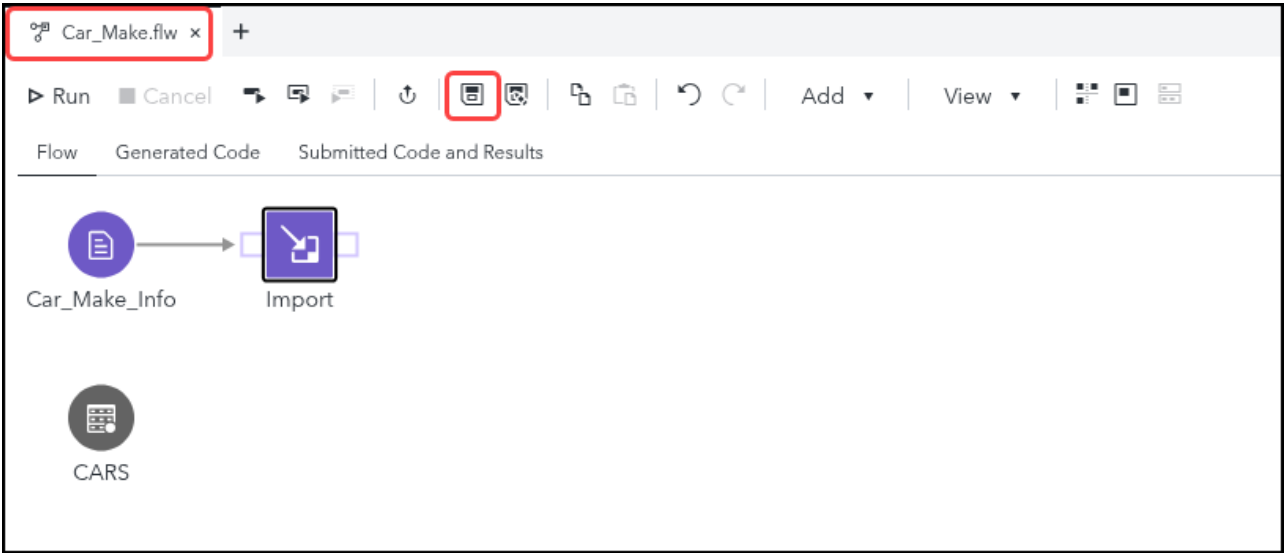 Car_Make.flw × +
Run Cancel Add View
Flow Generated Code Submitted Code and Results
Car_Make_Info Import
CARS